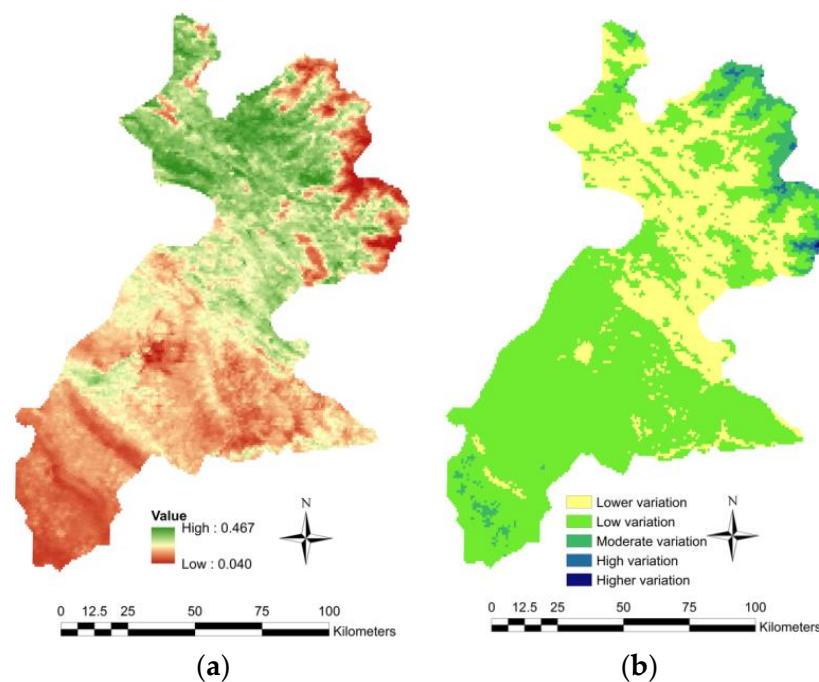 Value
High : 0.467
Low : 0.040
N
0 12.5 25 50 75 100
Kilometers
(a)
Lower variation
Low variation
Moderate variation
High variation
Higher variation
N
0 12.5 25 50 75 100
Kilometers
(b)